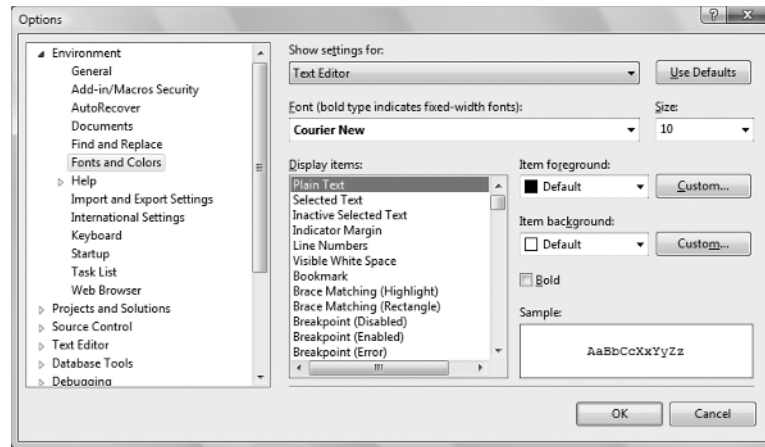 Options
Environment
General
Add-in/Macros Security
AutoRecover
Documents
Find and Replace
Fonts and Colors
Help
Import and Export Settings
International Settings
Keyboard
Startup
Task List
Web Browser
Projects and Solutions
Source Control
Text Editor
Database Tools
Debugging
Show settings for:
Text Editor
Use Defaults
Font (bold type indicates fixed-width fonts):
Size:
Courier New
10
Display items:
Plain Text
Selected Text
Inactive Selected Text
Indicator Margin
Line Numbers
Visible White Space
Bookmark
Brace Matching (Highlight)
Brace Matching (Rectangle)
Breakpoint (Disabled)
Breakpoint (Enabled)
Breakpoint (Error)
Item foreground:
Default
Custom...
Item background:
Default
Custom...
Bold
Sample:
AaBbCcXxYyZz
OK
Cancel